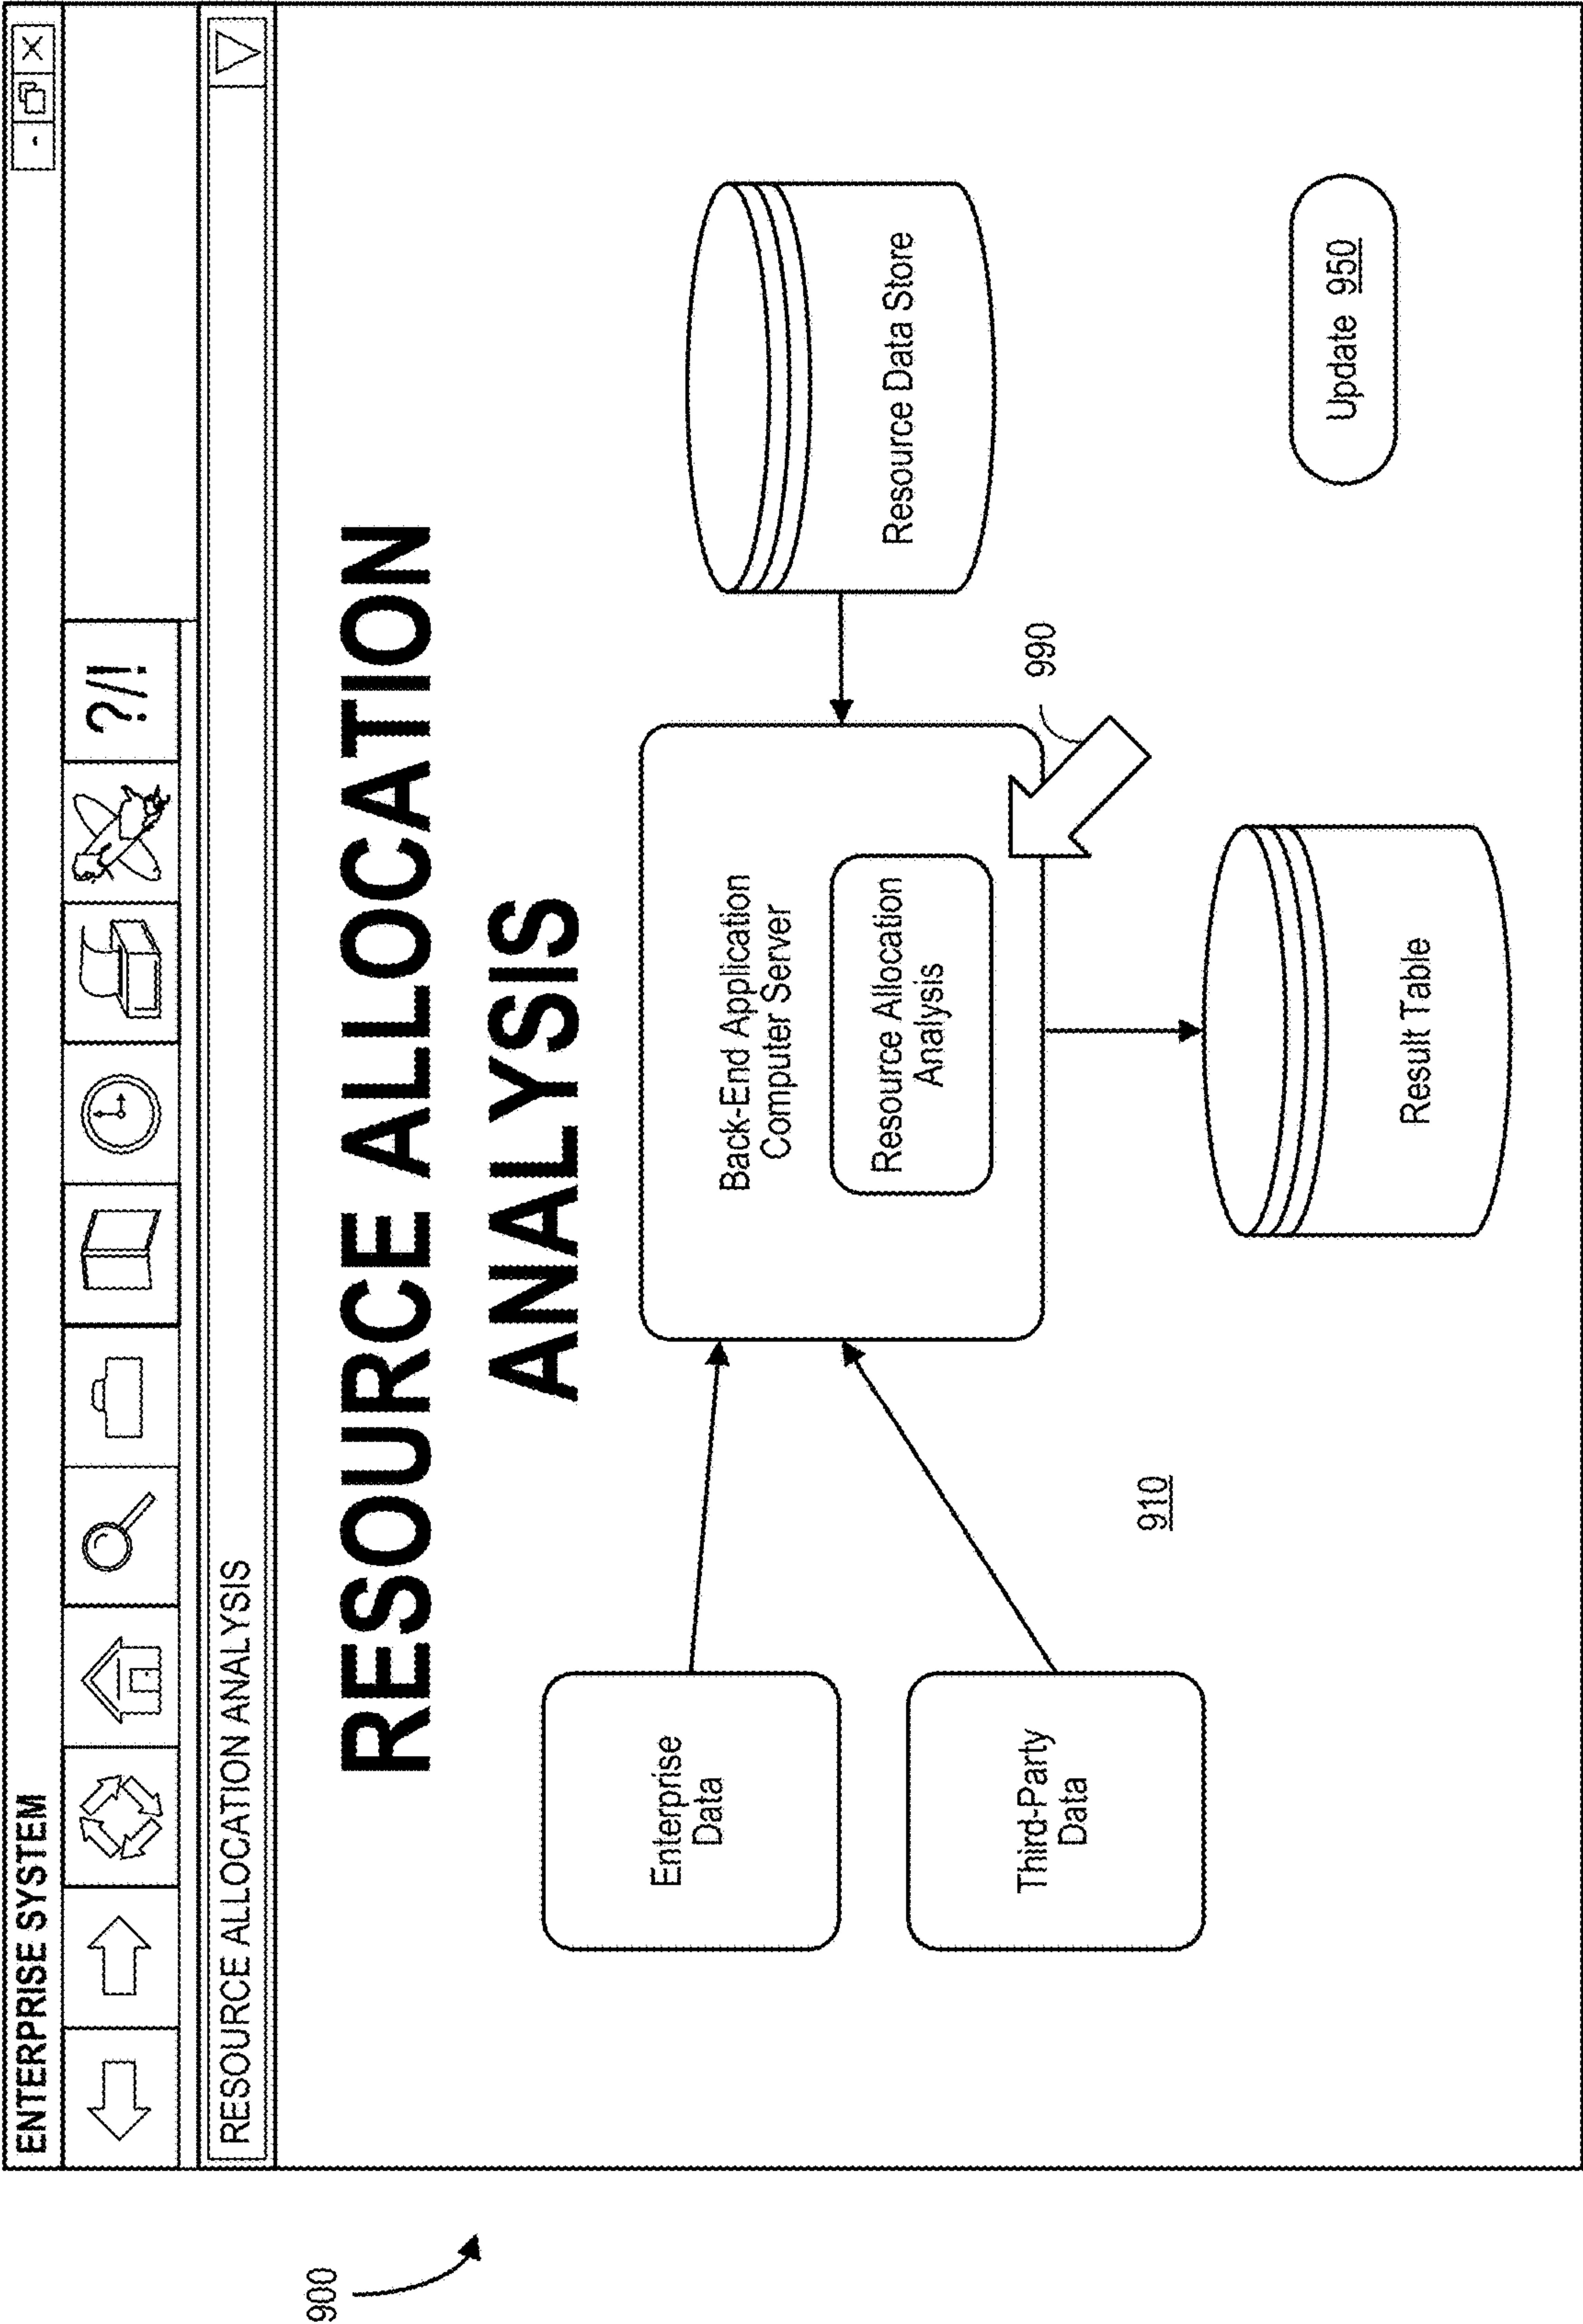 ENTERPRISE SYSTEM
- X
?/!
RESOURCE ALLOCATION ANALYSIS
RESOURCE ALLOCATION
ANALYSIS
Enterprise
Data
Third-Party
Data
Back-End Application
Computer Server
Resource Allocation
Analysis
990
Resource Data Store
Result Table
910
Update 950
900